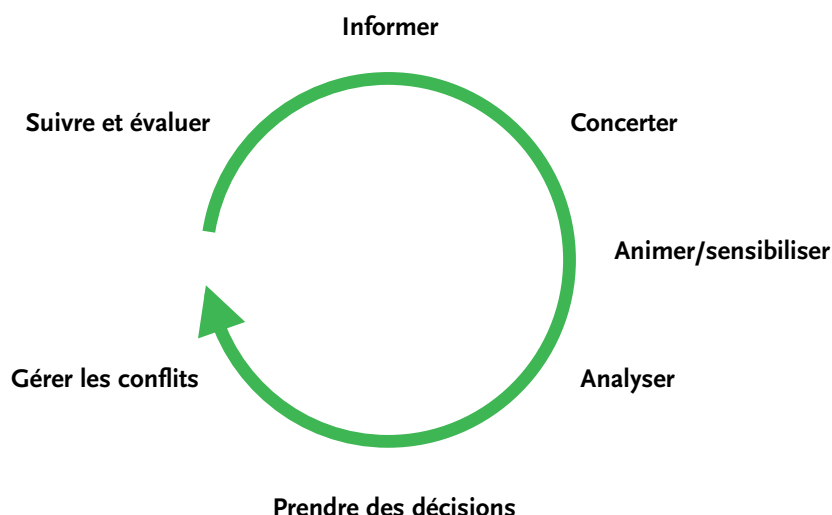 Informer
Concerter
Animer/sensibiliser
Analyser
Prendre des décisions
Gérer les conflits
Suivre et évaluer